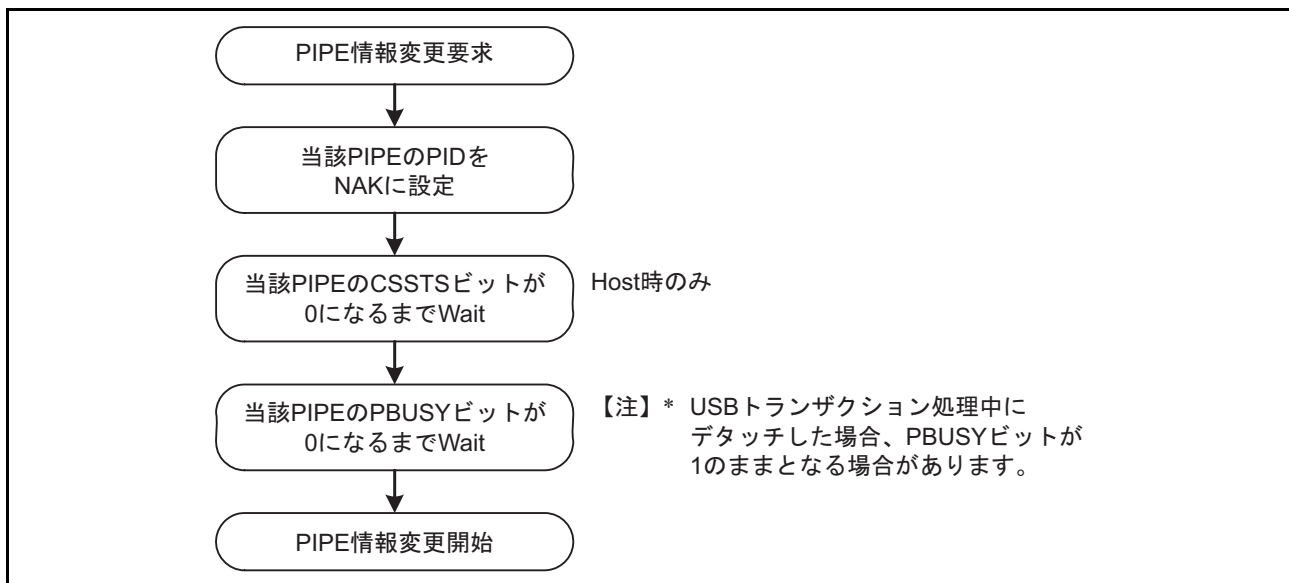 PIPE情報変更要求
当該PIPEのPIDを
NAKに設定
当該PIPEのCSSTSビットが
0になるまでWait
Host時のみ
当該PIPEのPBUSYビットが
0になるまでWait
【注】* USBトランザクション処理中に
デタッチした場合、PBUSYビットが
1のままとなる場合があります。
PIPE情報変更開始